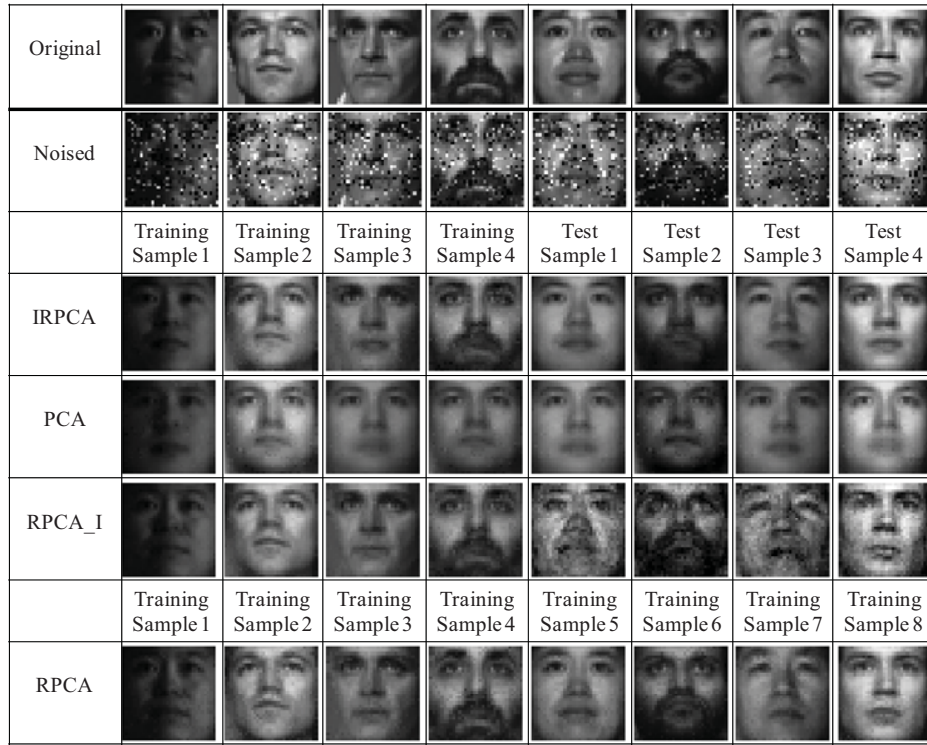 Original
Noised
Training Training Training Training Test Test Test Test
Sample 1 Sample 2 Sample 3 Sample 4 Sample 1 Sample 2 Sample 3 Sample 4
IRPCA
PCA
RPCA_I
Training Training Training Training Training Training Training Training
Sample 1 Sample 2 Sample 3 Sample 4 Sample 5 Sample 6 Sample 7 Sample 8
RPCA